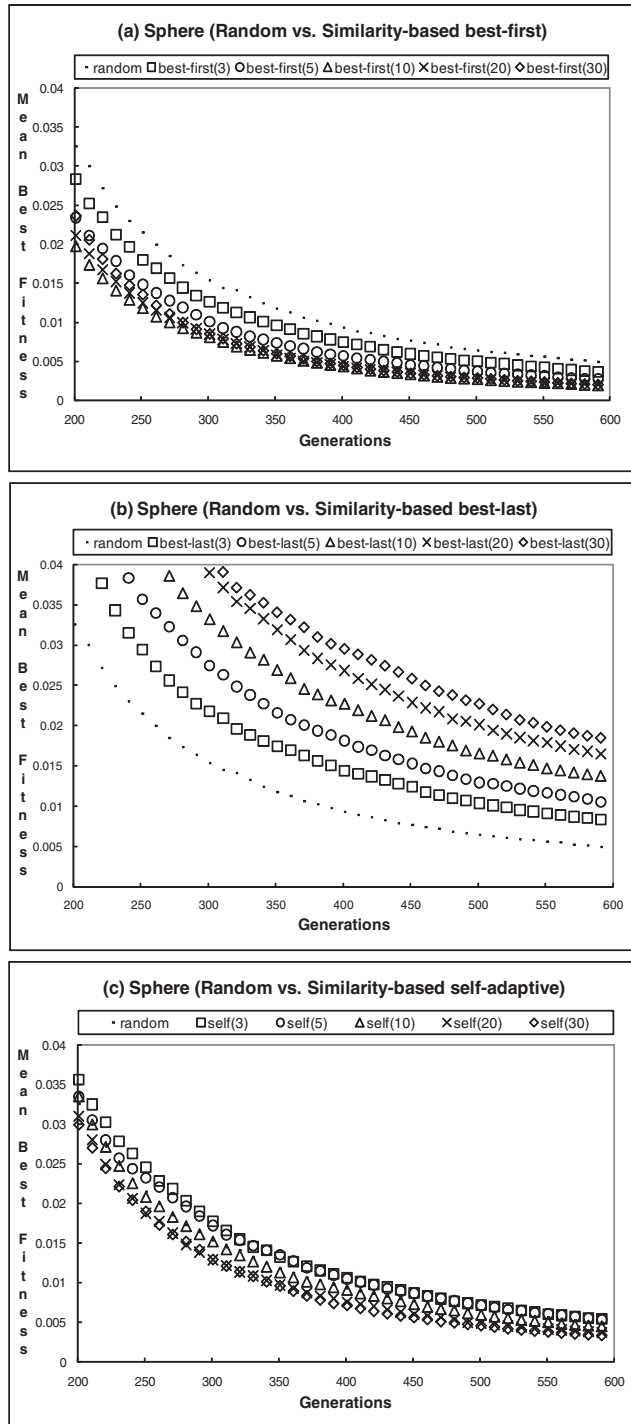 (a) Sphere (Random vs. Similarity-based best-first)
random best-first(3) best-first(5) best-first(10) best-first(20) best-first(30)
Mean Best Fitness
0.04
0.035
0.03
0.025
0.02
0.015
0.01
0.005
0
200 250 300 350 400 450 500 550 600
Generations
(b) Sphere (Random vs. Similarity-based best-last)
random best-last(3) best-last(5) best-last(10) best-last(20) best-last(30)
Mean Best Fitness
0.04
0.035
0.03
0.025
0.02
0.015
0.01
0.005
0
200 250 300 350 400 450 500 550 600
Generations
(c) Sphere (Random vs. Similarity-based self-adaptive)
random self(3) self(5) self(10) self(20) self(30)
Mean Best Fitness
0.04
0.035
0.03
0.025
0.02
0.015
0.01
0.005
0
200 250 300 350 400 450 500 550 600
Generations